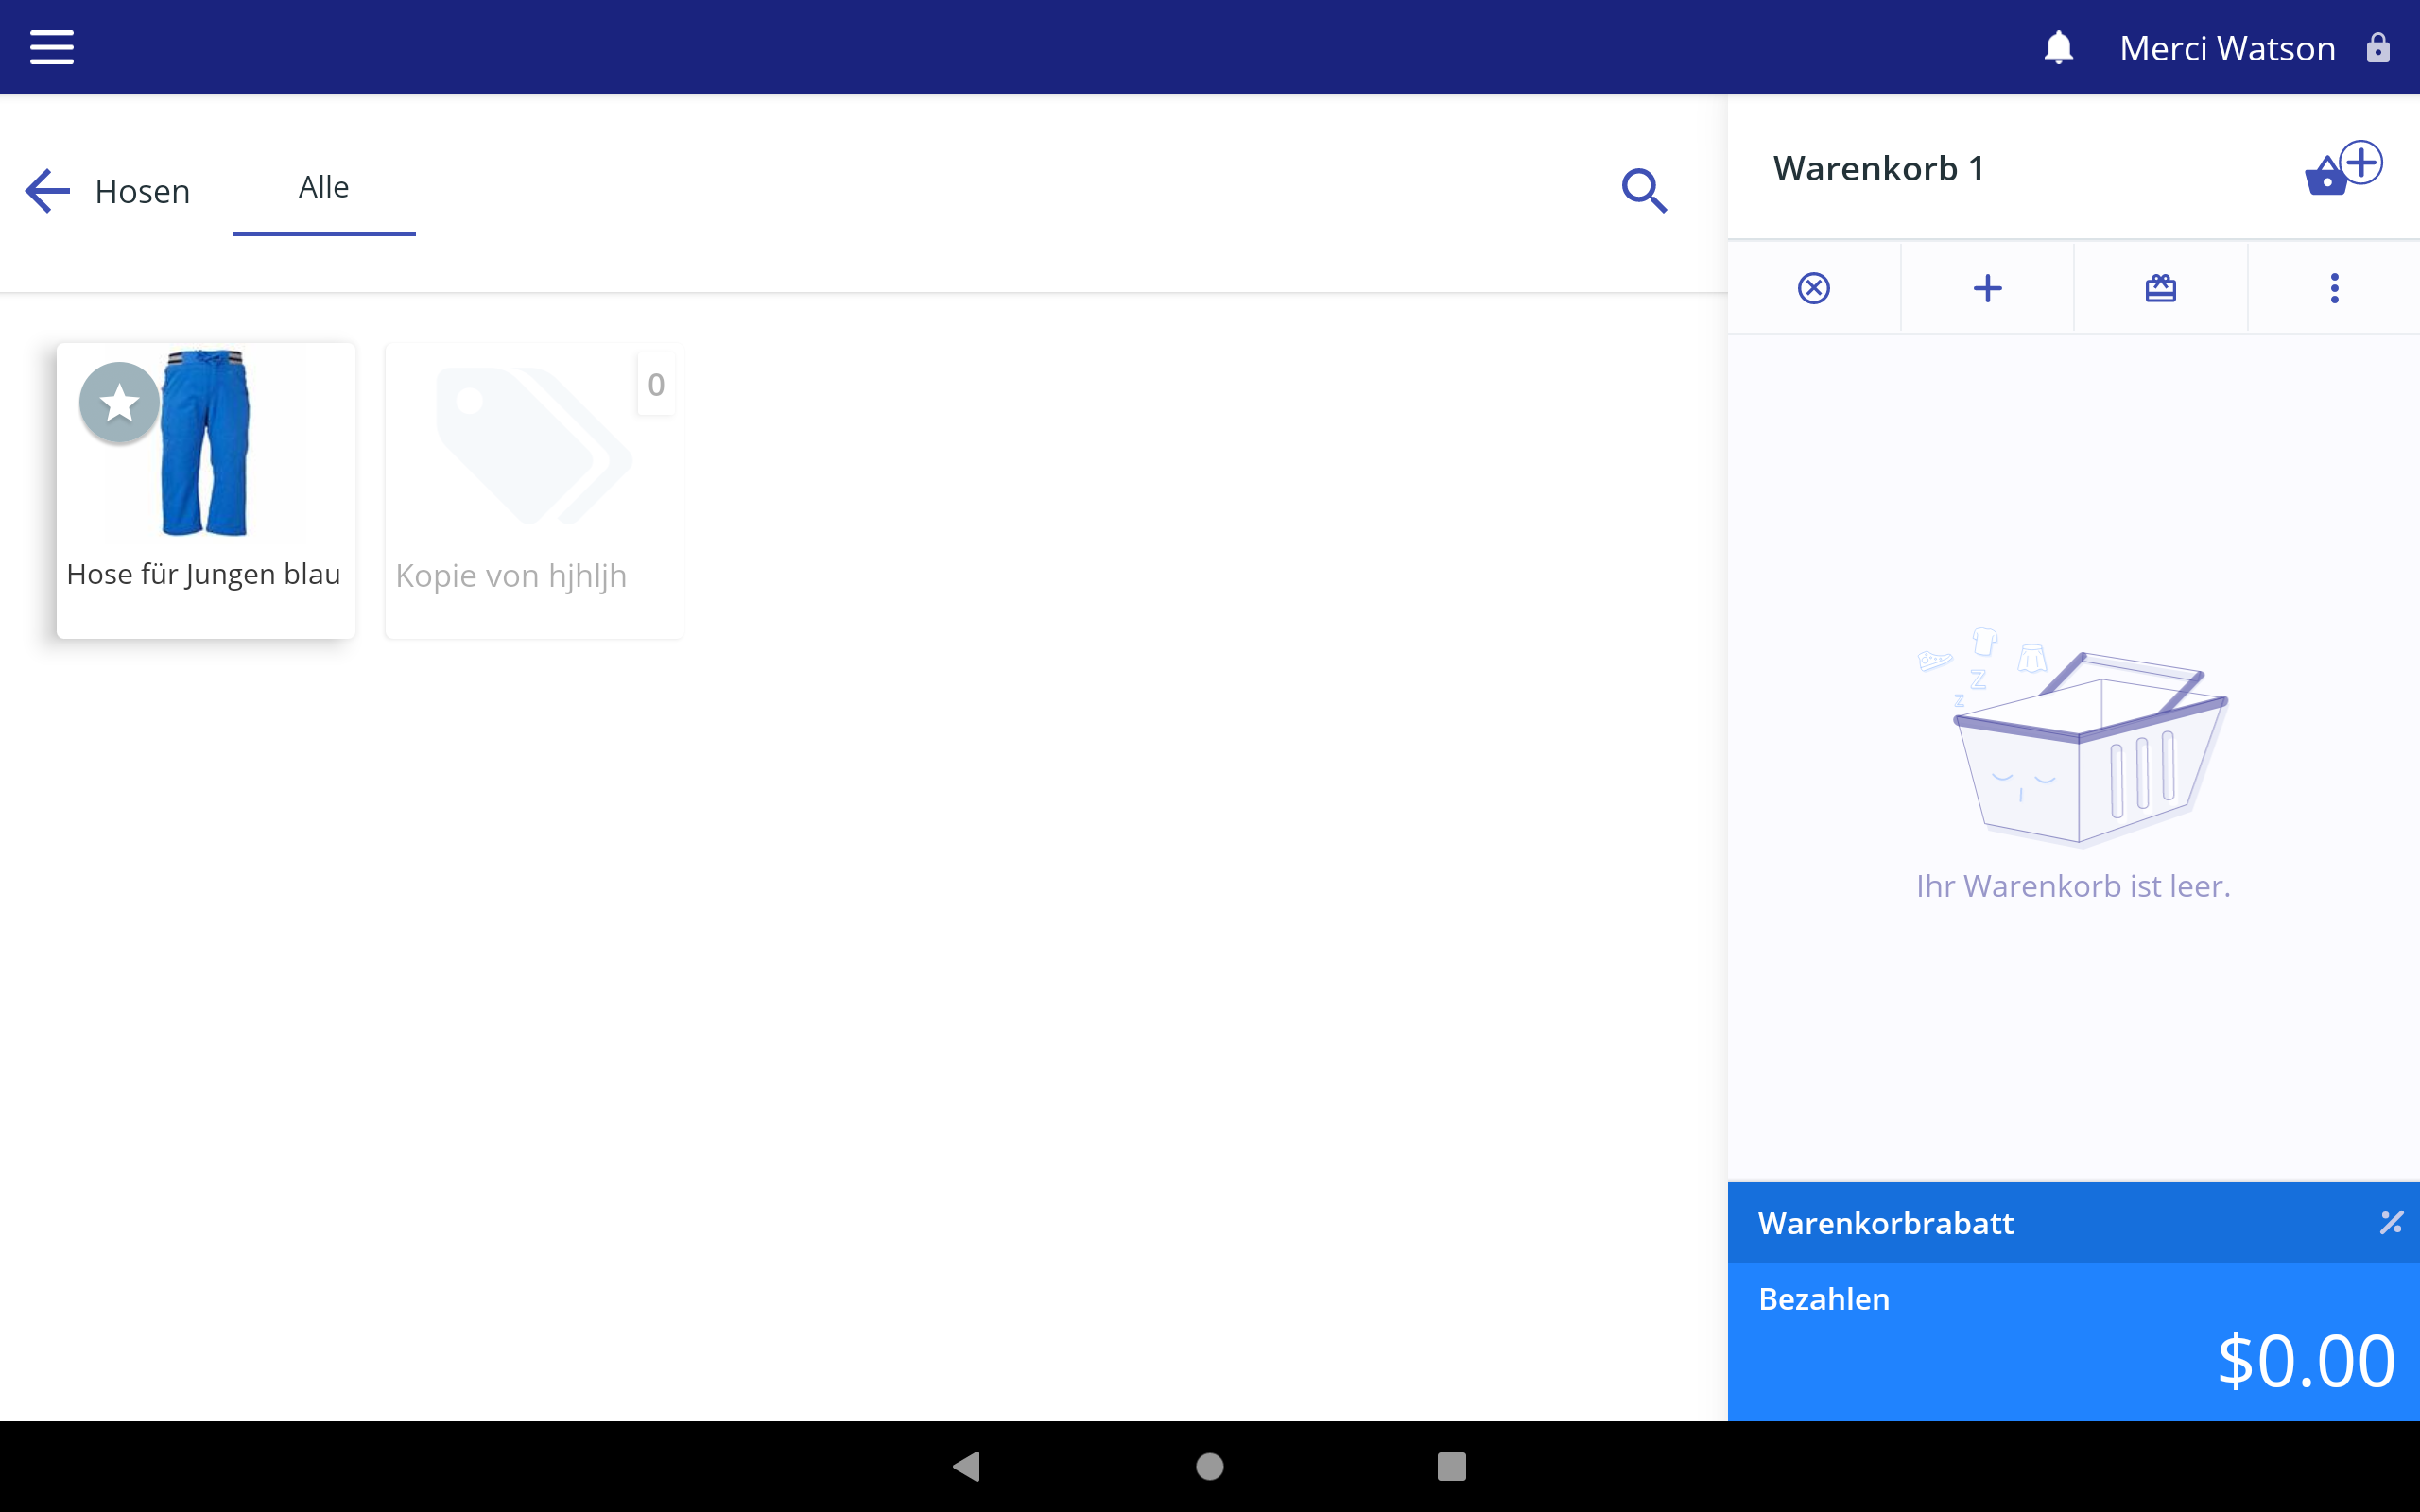 Merci Watson
Hosen
Alle
Warenkorb 1
0
Hose für Jungen blau
Kopie von hjhljh
Z
z
Ihr Warenkorb ist leer.
Warenkorbrabatt
Bezahlen
$0.00